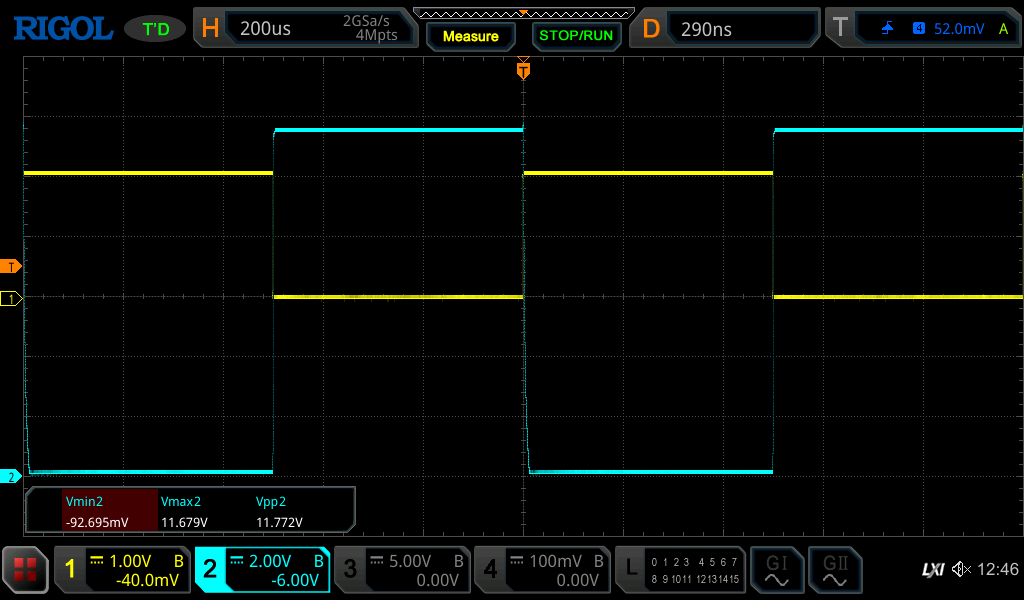 RIGOL T'D H 200us 2GSa/s 4Mpts Measure STOP/RUN D 290ns T 4 52.0mV A
T
T
1
2
Vmin2 Vmax2 Vpp2
-92.695mV 11.679V 11.772V
1 1.00V B -40.0mV 2 2.00V B -6.00V 3 5.00V B 0.00V 4 100mV B 0.00V L 0 1 2 3 4 5 6 7 8 9 10 11 12 13 14 15 GI GII LXI 12:46